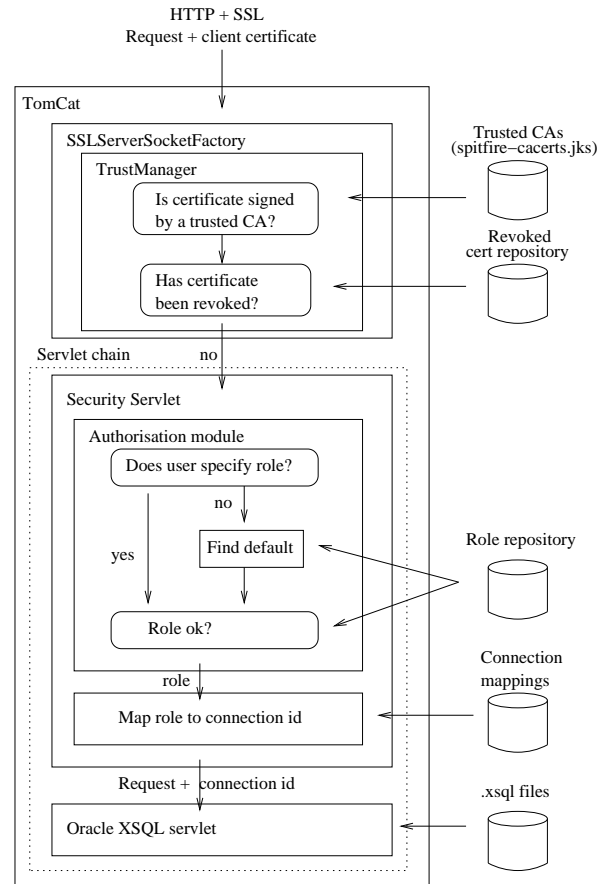 HTTP + SSL
Request + client certificate
TomCat
SSLServerSocketFactory
TrustManager
Is certificate signed
by a trusted CA?
Has certificate
been revoked?
Trusted CAs
(spitfire−cacerts.jks)
Revoked
cert repository
Servlet chain
no
Security Servlet
Authorisation module
Does user specify role?
no
yes
Find default
Role ok?
Role repository
role
Map role to connection id
Connection
mappings
Request + connection id
Oracle XSQL servlet
.xsql files